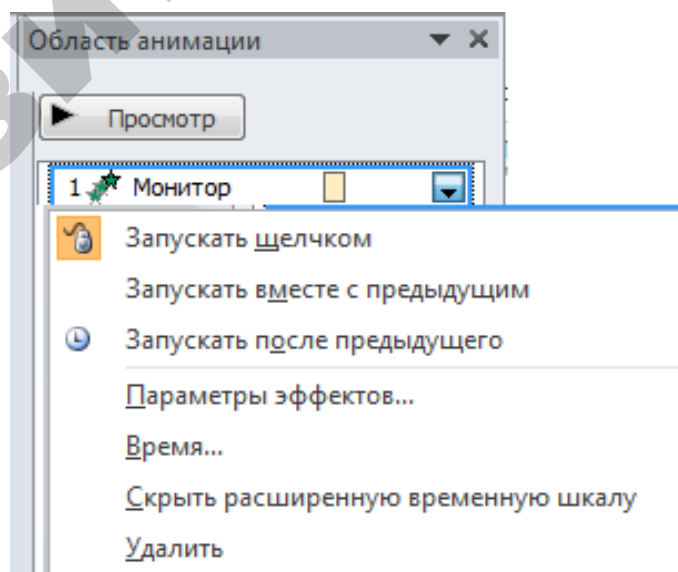 Область анимации
Просмотр
1 Монитор
Запускать щелчком
Запускать вместе с предыдущим
Запускать после предыдущего
Параметры эффектов...
Время...
Скрыть расширенную временную шкалу
Удалить